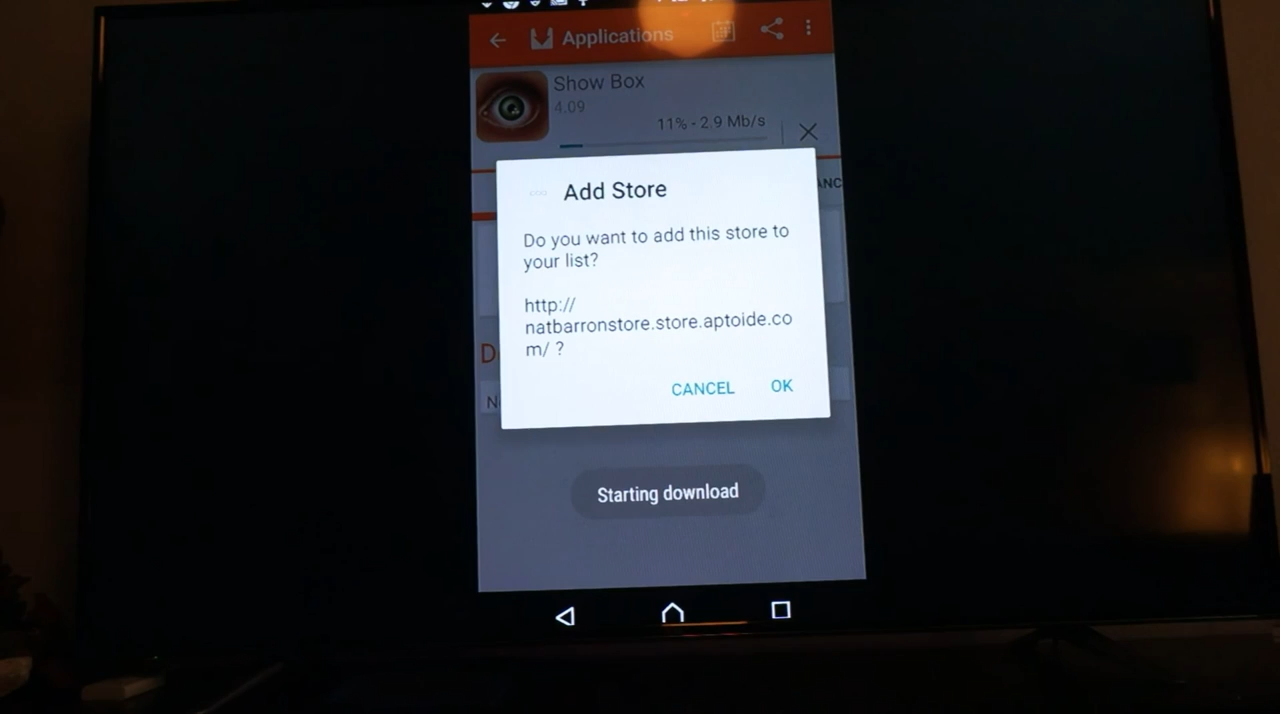 Applications
Show Box
4.09
11% - 2.9 Mb/s
Add Store
Do you want to add this store to
your list?
http://
natbarronstore.store.aptoide.co
m/ ?
CANCEL OK
Starting download